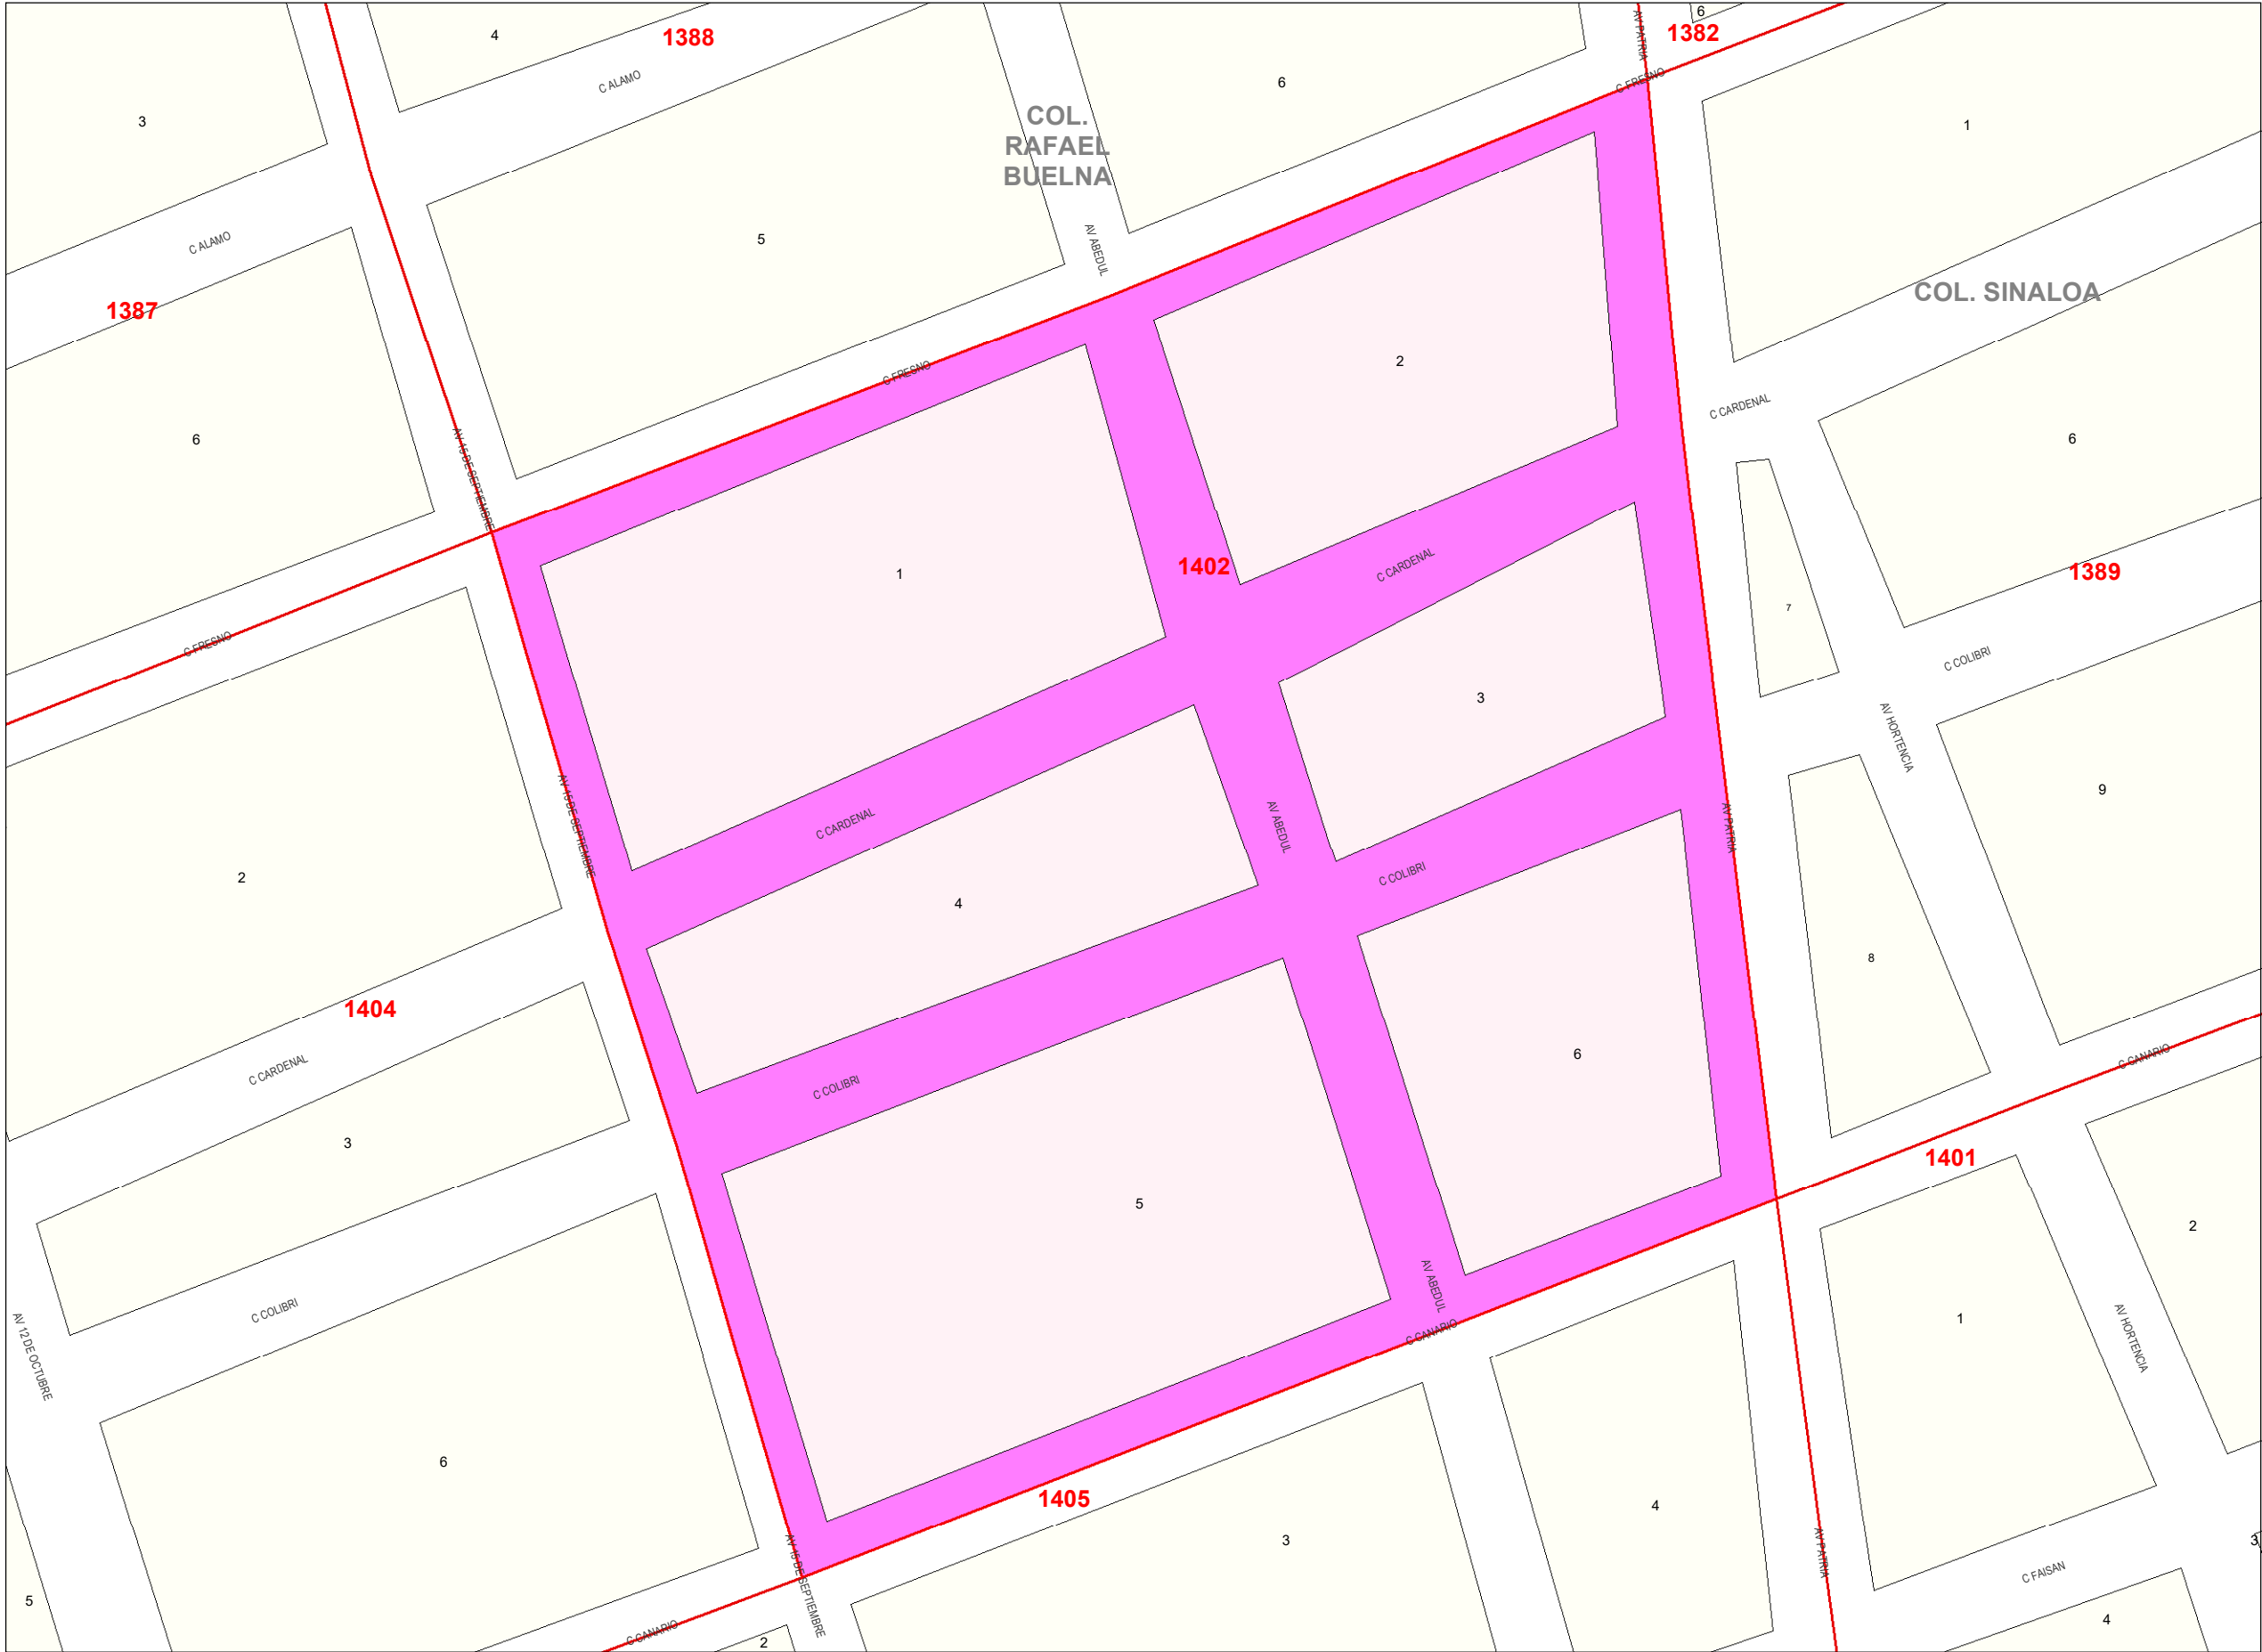 6
AV PATRIA
1382
4
1388
C ALAMO
C FRESNO
6
COL.
RAFAEL
BUELNA
3
1
C ALAMO
5
AV ABEDUL
COL. SINALOA
1387
2
C FRESNO
C CARDENAL
6
6
AV 15 DE SEPTIEMBRE
1402
C CARDENAL
1389
1
7
C FRESNO
C COLIBRI
3
AV HORTENCIA
9
AV 15 DE SEPTIEMBRE
C CARDENAL
AV ABEDUL
AV PATRIA
2
C COLIBRI
4
8
1404
C CARDENAL
C COLIBRI
6
C CANARIO
3
1401
5
2
C COLIBRI
AV ABEDUL
C CANARIO
1
AV HORTENCIA
AV 12 DE OCTUBRE
6
1405
4
3
AV 15 DE SEPTIEMBRE
AV PATRIA
3
C FAISAN
5
C CANARIO
2
4